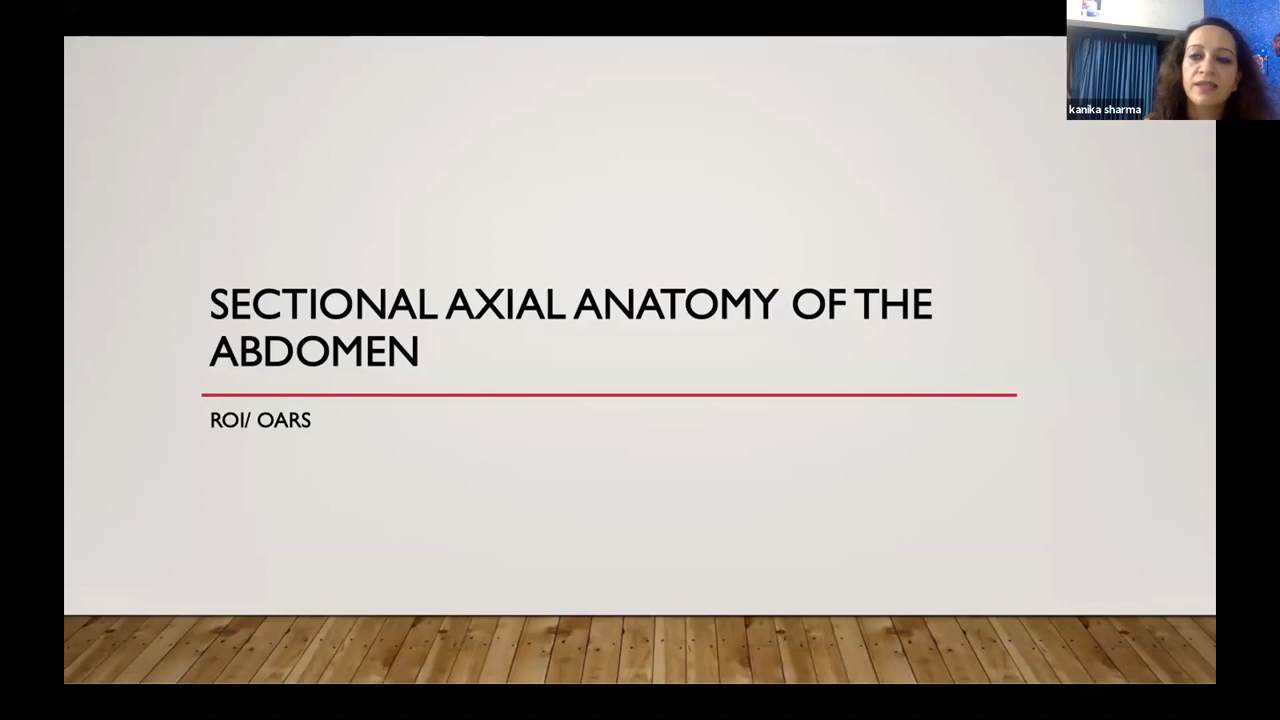 kanika sharma
SECTIONAL AXIAL ANATOMY OF THE
ABDOMEN
ROI/ OARS